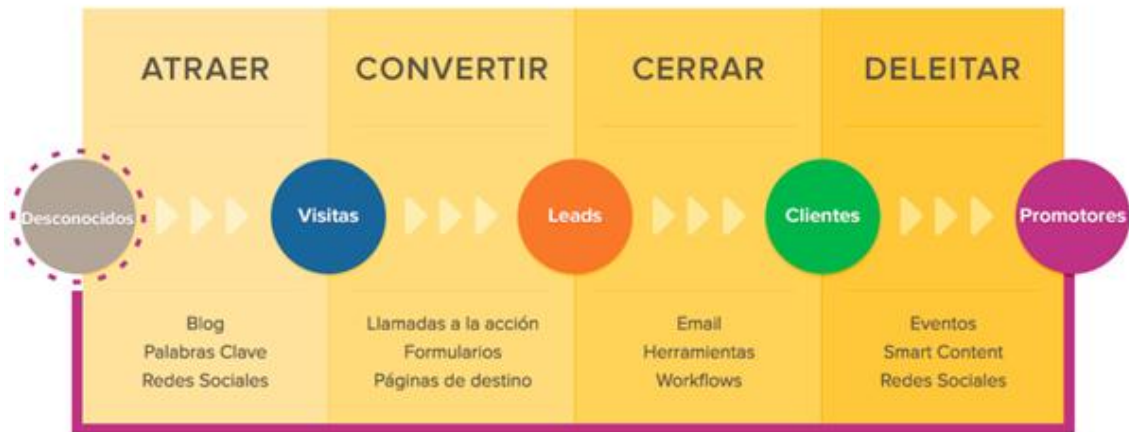 ATRAER
CONVERTIR
CERRAR
DELEITAR
Desconocidos
Visitas
Leads
Clientes
Promotores
Blog
Palabras Clave
Redes Sociales
Llamadas a la acción
Formularios
Páginas de destino
Email
Herramientas
Workflows
Eventos
Smart Content
Redes Sociales